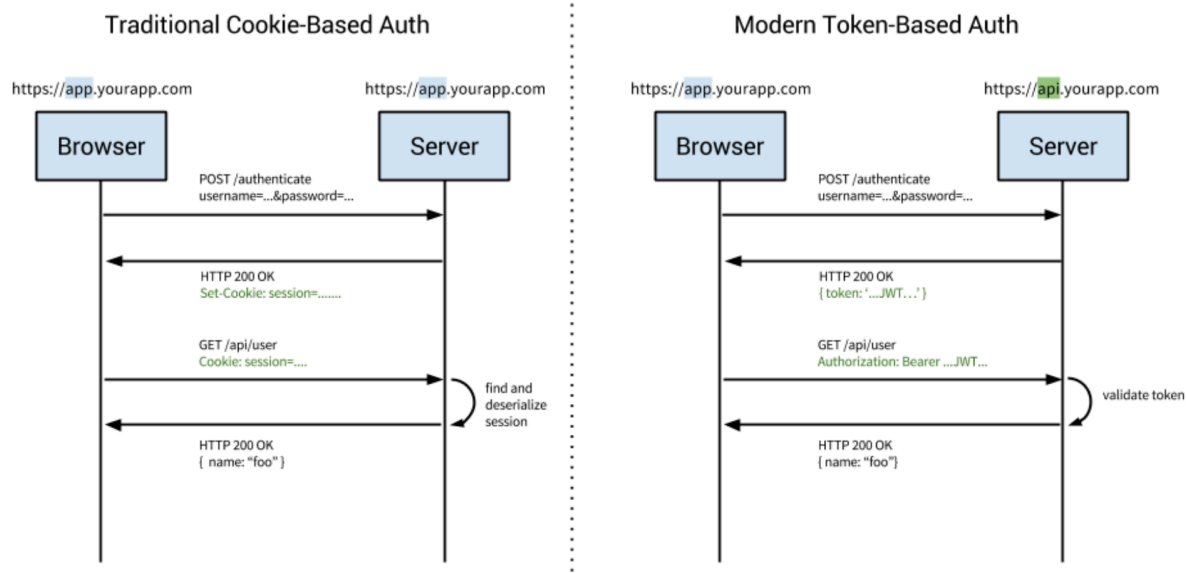 Traditional Cookie-Based Auth
https://app.yourapp.com
https://app.yourapp.com
Browser
Server
POST /authenticate
username=...&password=...
HTTP 200 OK
Set-Cookie: session=.......
GET /api/user
Cookie: session=....
find and
deserialize
session
HTTP 200 OK
{ name: “foo” }
Modern Token-Based Auth
https://app.yourapp.com
https://api.yourapp.com
Browser
Server
POST /authenticate
username=...&password=...
HTTP 200 OK
{ token: ‘...JWT...’ }
GET /api/user
Authorization: Bearer ...JWT...
validate token
HTTP 200 OK
{ name: “foo”}